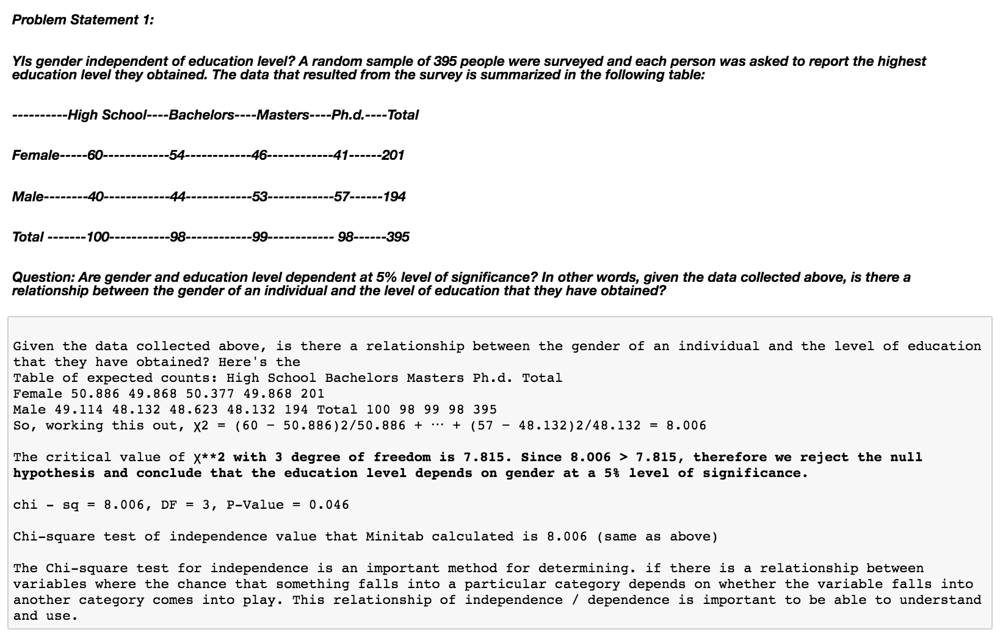 Problem Statement 1:
YIs gender independent of education level? A random sample of 395 people were surveyed and each person was asked to report the highest
education level they obtained. The data that resulted from the survey is summarized in the following table:
----------High School----Bachelors----Masters----Ph.d.----Total
Female-----60------------54------------46------------41------201
Male--------40------------44------------53------------57------194
Total -------100-----------98------------99------------ 98------395
Question: Are gender and education level dependent at 5% level of significance? In other words, given the data collected above, is there a
relationship between the gender of an individual and the level of education that they have obtained?
Given the data collected above, is there a relationship between the gender of an individual and the level of education
that they have obtained? Here's the
Table of expected counts: High School Bachelors Masters Ph.d. Total
Female 50.886 49.868 50.377 49.868 201
Male 49.114 48.132 48.623 48.132 194 Total 100 98 99 98 395
So, working this out, χ2 = (60 − 50.886)2/50.886 + ⋯ + (57 − 48.132)2/48.132 = 8.006
The critical value of χ**2 with 3 degree of freedom is 7.815. Since 8.006 > 7.815, therefore we reject the null
hypothesis and conclude that the education level depends on gender at a 5% level of significance.
chi - sq = 8.006, DF = 3, P-Value = 0.046
Chi-square test of independence value that Minitab calculated is 8.006 (same as above)
The Chi-square test for independence is an important method for determining. if there is a relationship between
variables where the chance that something falls into a particular category depends on whether the variable falls into
another category comes into play. This relationship of independence / dependence is important to be able to understand
and use.